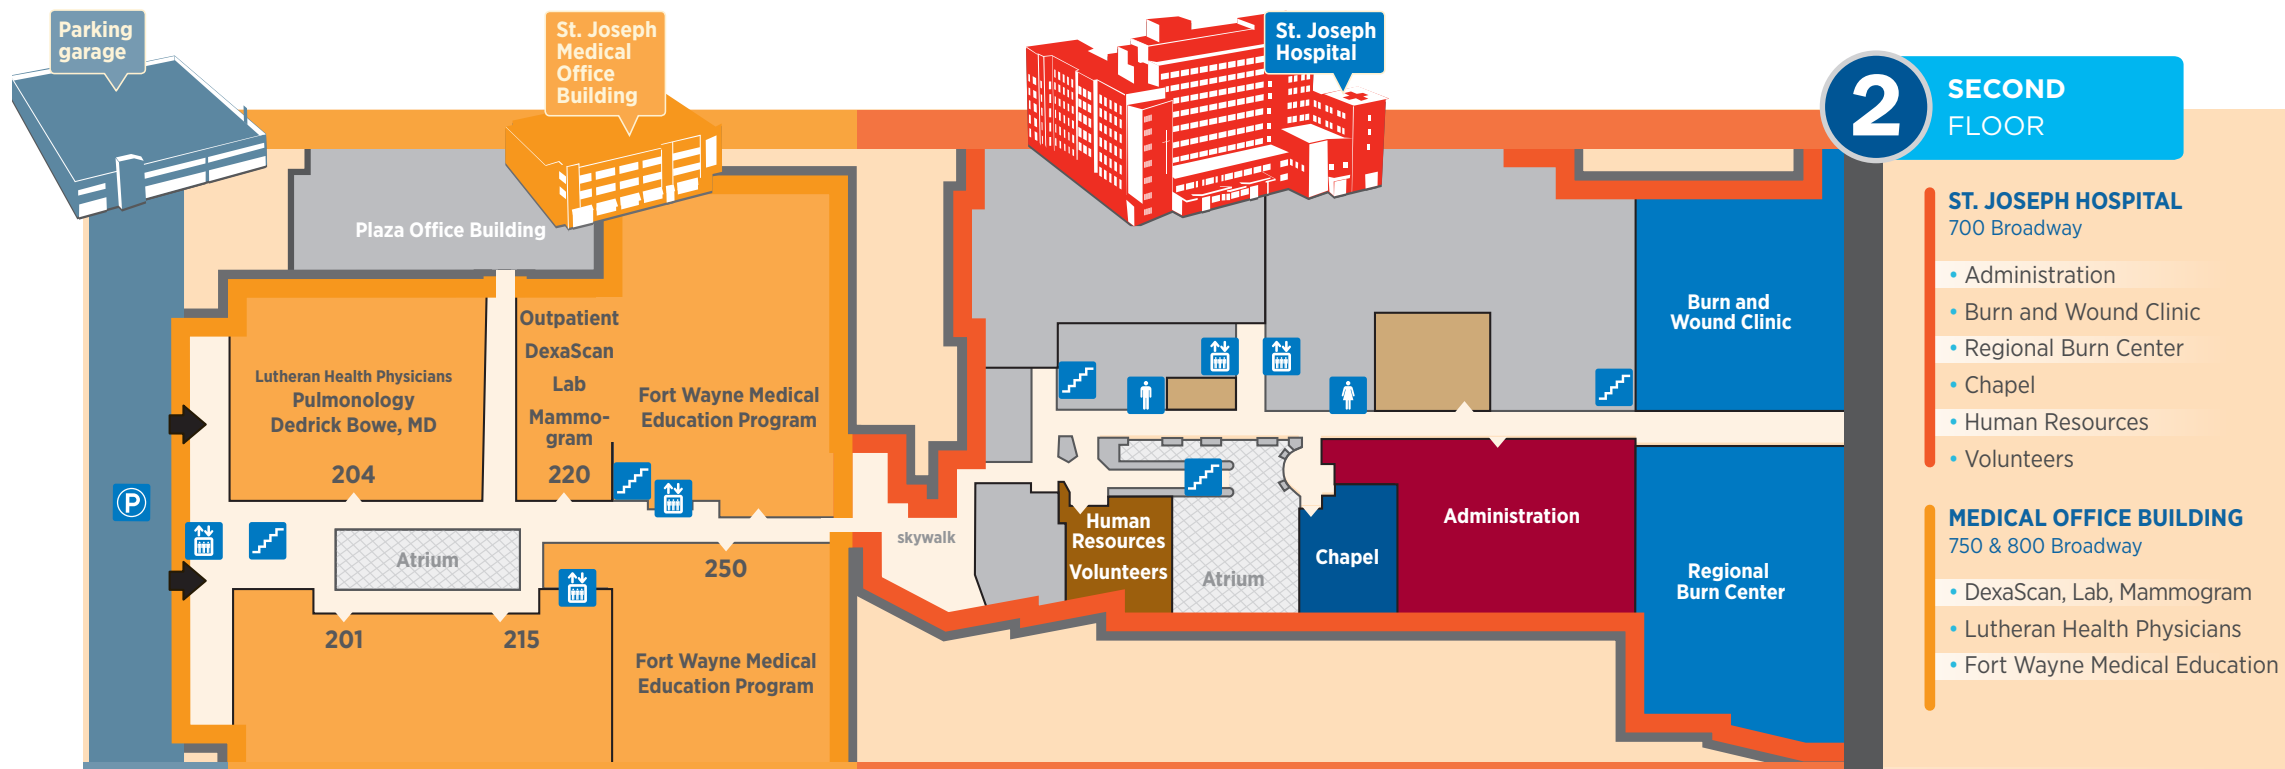 Parking
garage
St. Joseph
Medical
Office
Building
St. Joseph
Hospital
2
SECOND
FLOOR
Plaza Office Building
Outpatient
DexaScan
Lab
Mammo-
gram
220
Lutheran Health Physicians
Pulmonology
Dedrick Bowe, MD
204
Fort Wayne Medical
Education Program
P
Atrium
skywalk
250
201
215
Fort Wayne Medical
Education Program
Burn and
Wound Clinic
Human
Resources
Volunteers
Atrium
Chapel
Administration
Regional
Burn Center
ST. JOSEPH HOSPITAL
700 Broadway
• Administration
• Burn and Wound Clinic
• Regional Burn Center
• Chapel
• Human Resources
• Volunteers
MEDICAL OFFICE BUILDING
750 & 800 Broadway
• DexaScan, Lab, Mammogram
• Lutheran Health Physicians
• Fort Wayne Medical Education